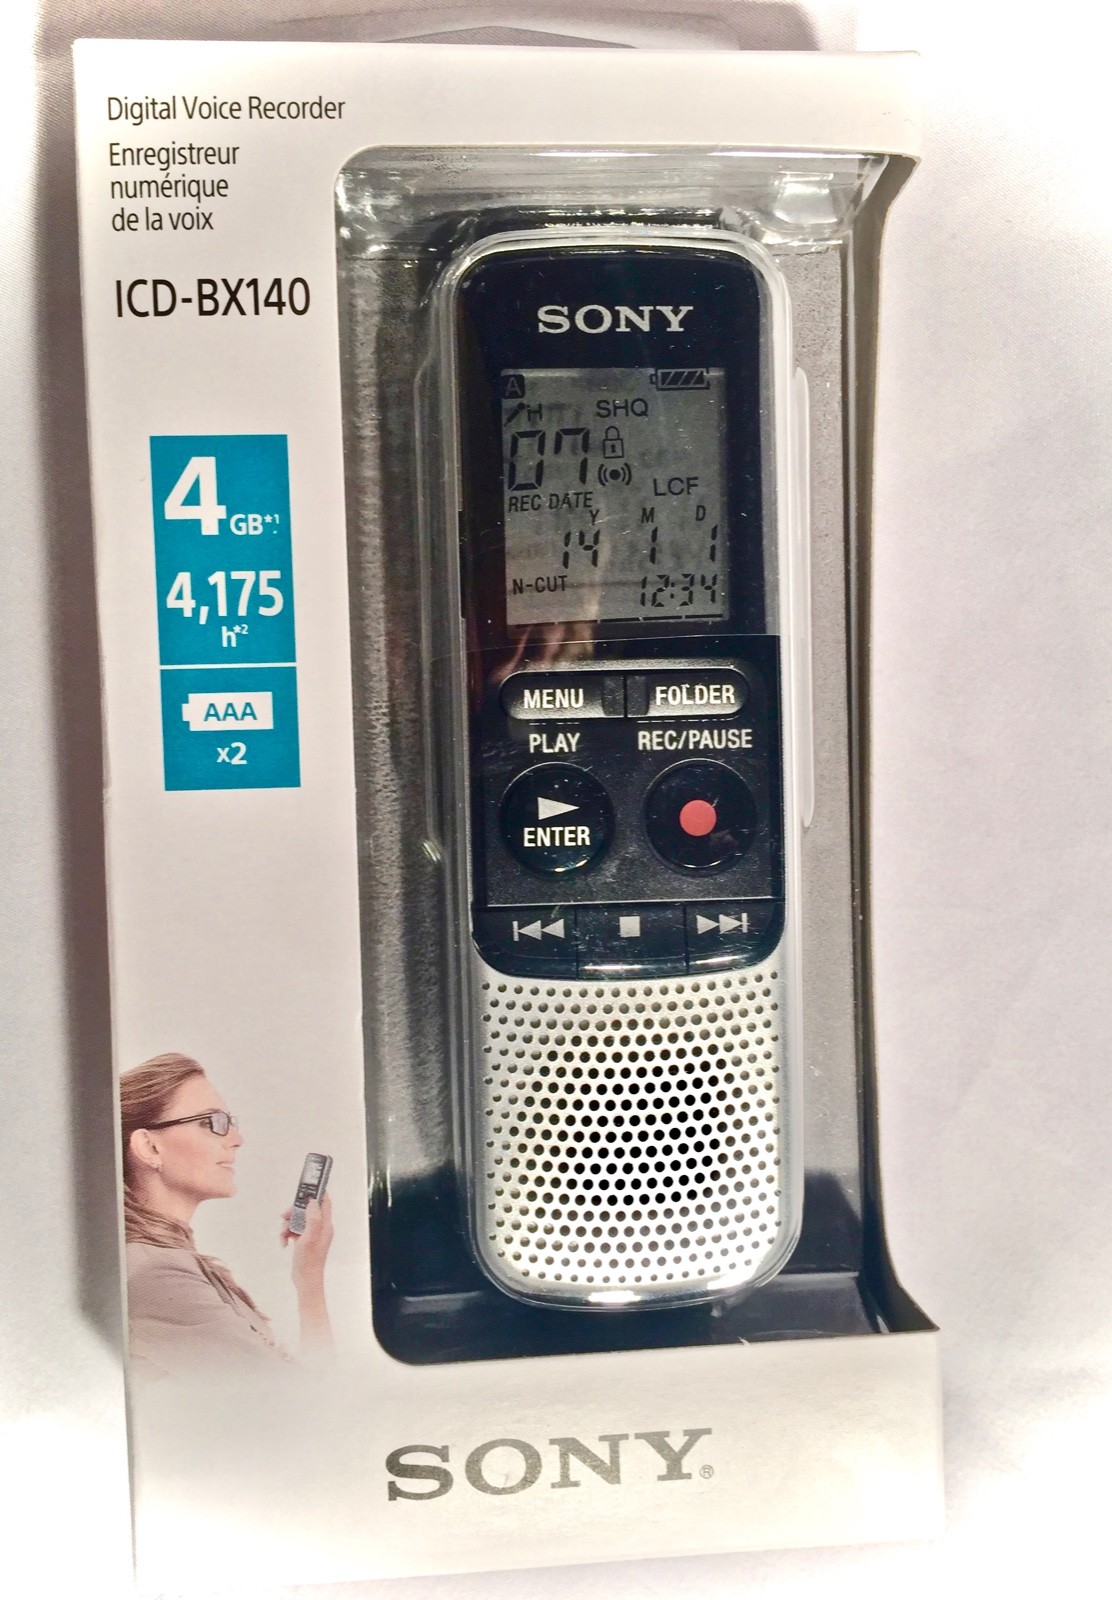 Digital Voice Recorder
Enregistreur
numérique
de la voix
ICD-BX140
4 GB*1
4,175
h*2
AAA
x2
SONY
A
H SHQ
07
LCF
REC DATE
Y M D
14 1 1
N-CUT 12:34
MENU FOLDER
PLAY REC/PAUSE
ENTER
SONY®